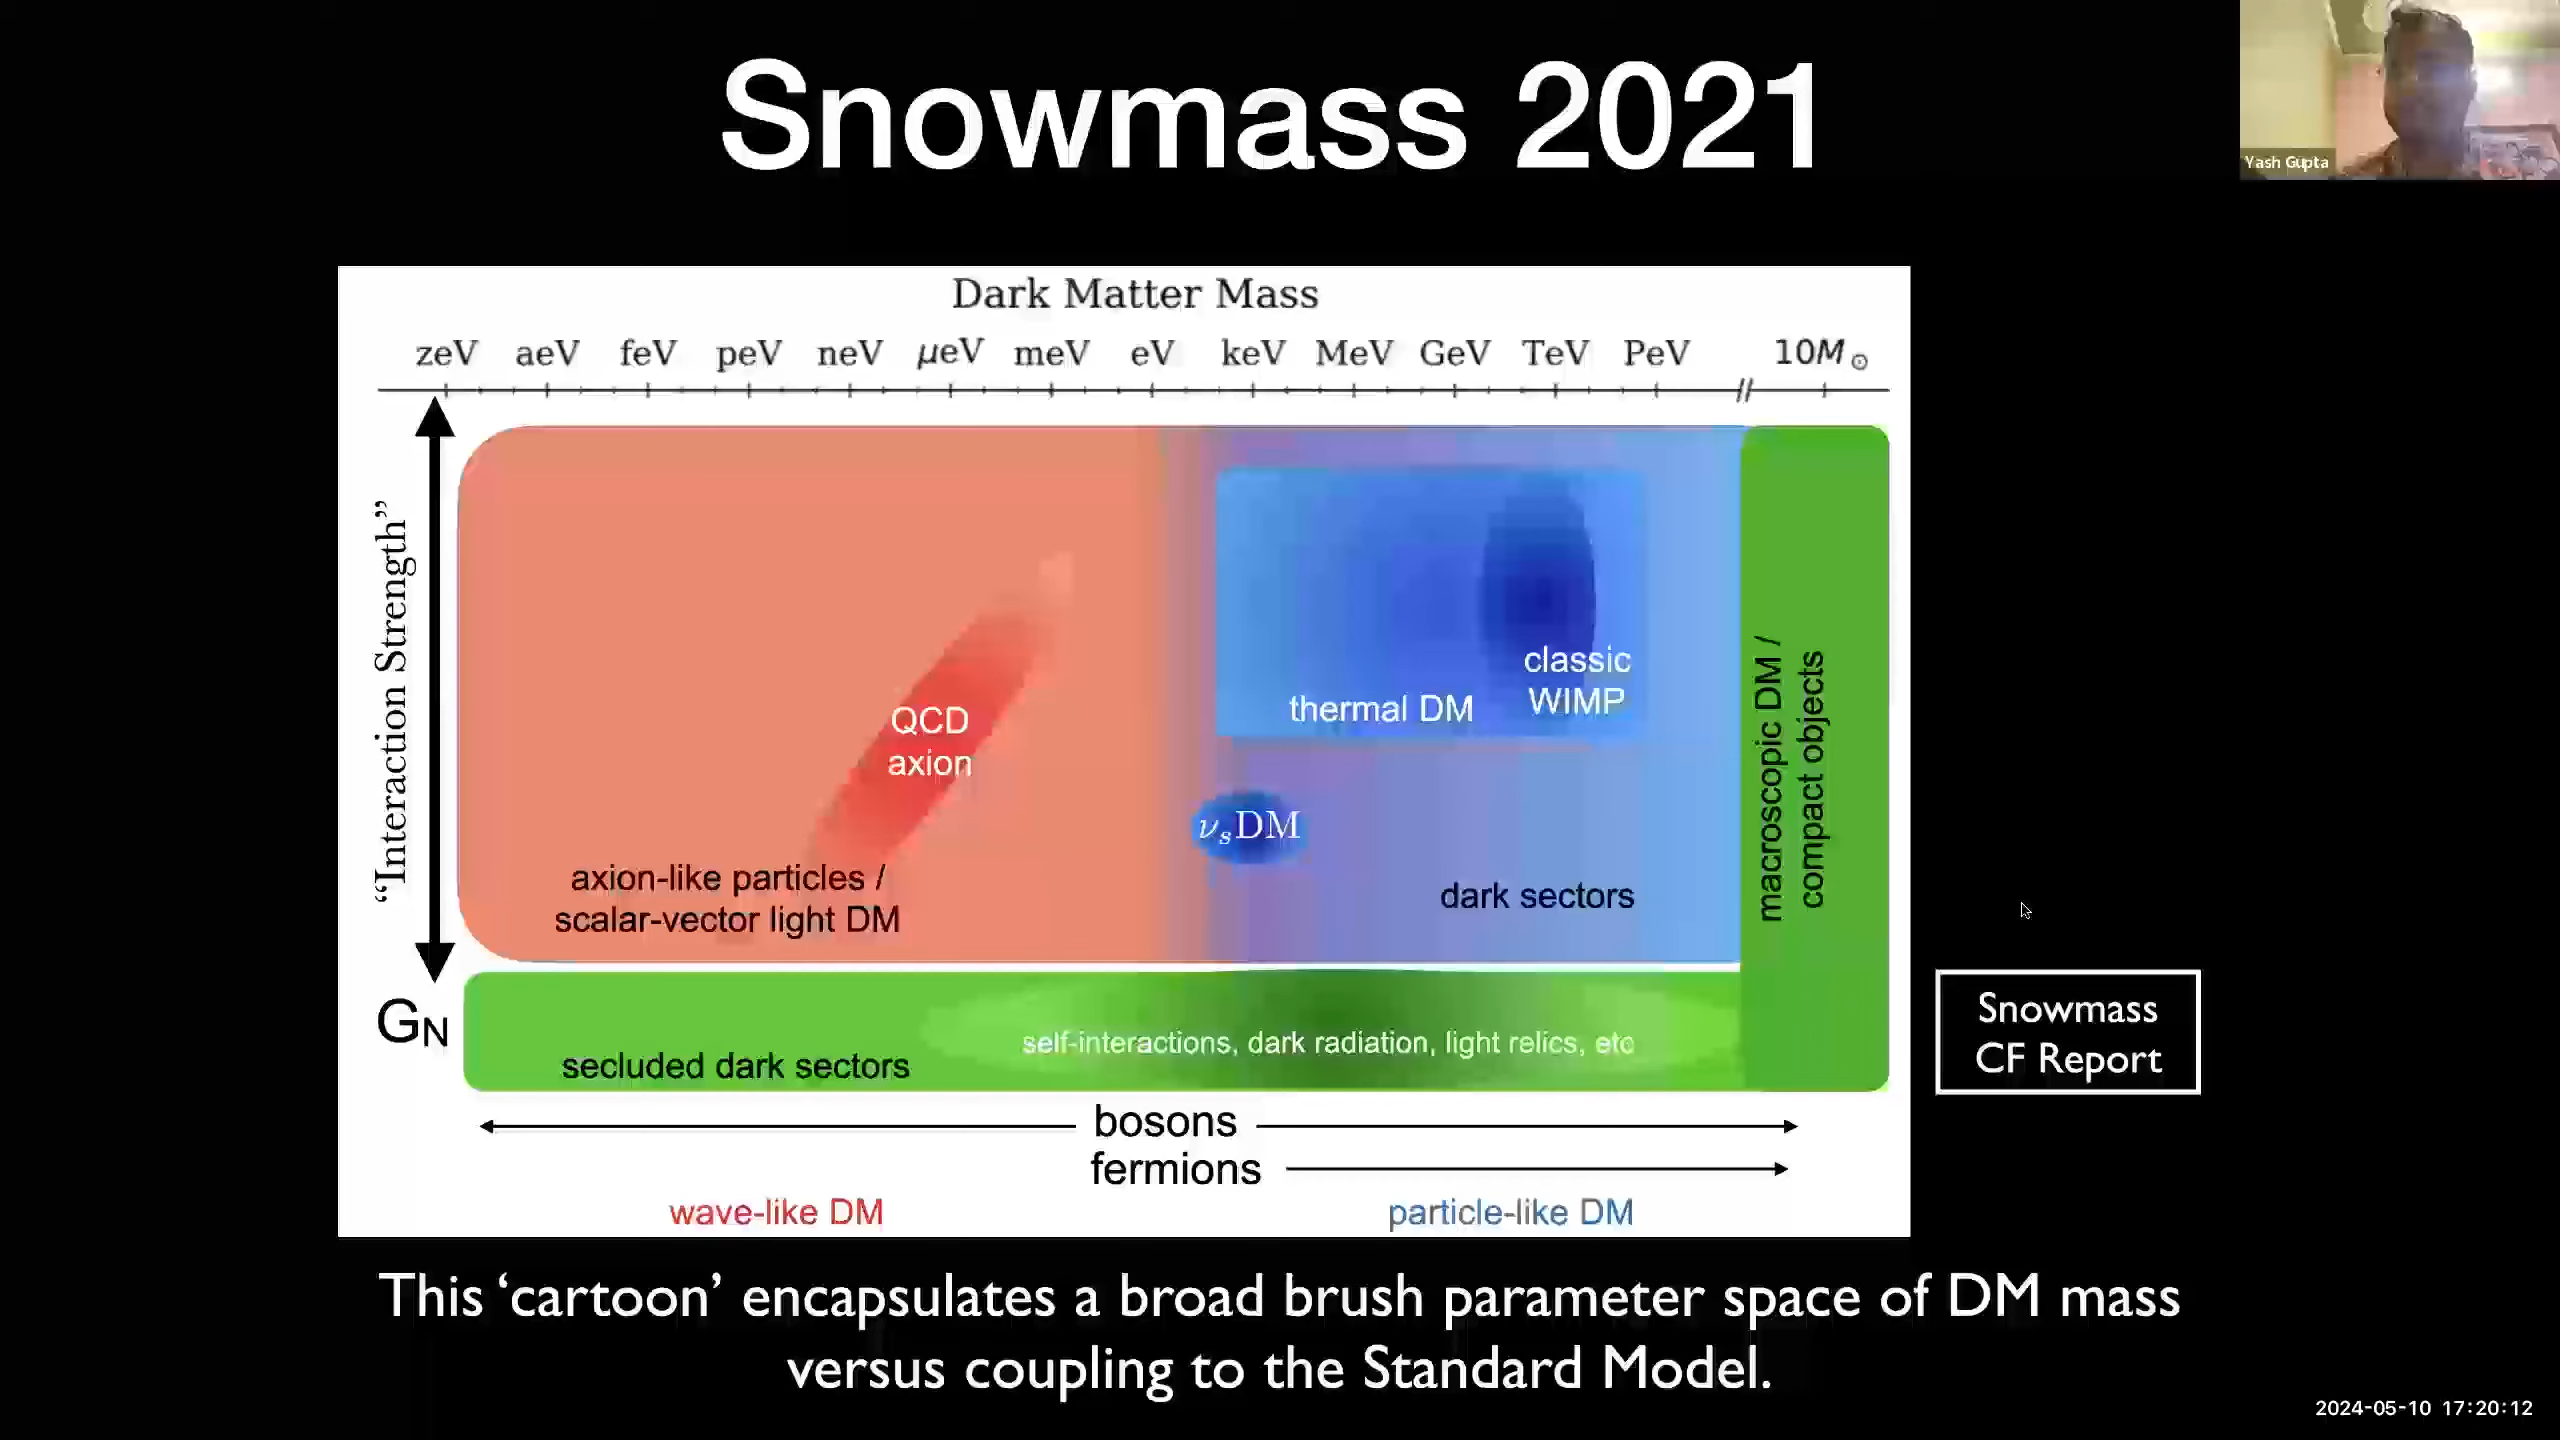 Snowmass 2021
Yash Gupta
Dark Matter Mass
zeV aeV feV peV neV μeV meV eV keV MeV GeV TeV PeV 10M⊙
“Interaction Strength”
classic
WIMP
thermal DM
QCD
axion
νsDM
axion-like particles /
scalar-vector light DM
dark sectors
macroscopic DM /
compact objects
GN
self-interactions, dark radiation, light relics, etc
secluded dark sectors
bosons
fermions
wave-like DM
particle-like DM
Snowmass
CF Report
This ‘cartoon’ encapsulates a broad brush parameter space of DM mass
versus coupling to the Standard Model.
2024-05-10 17:20:12